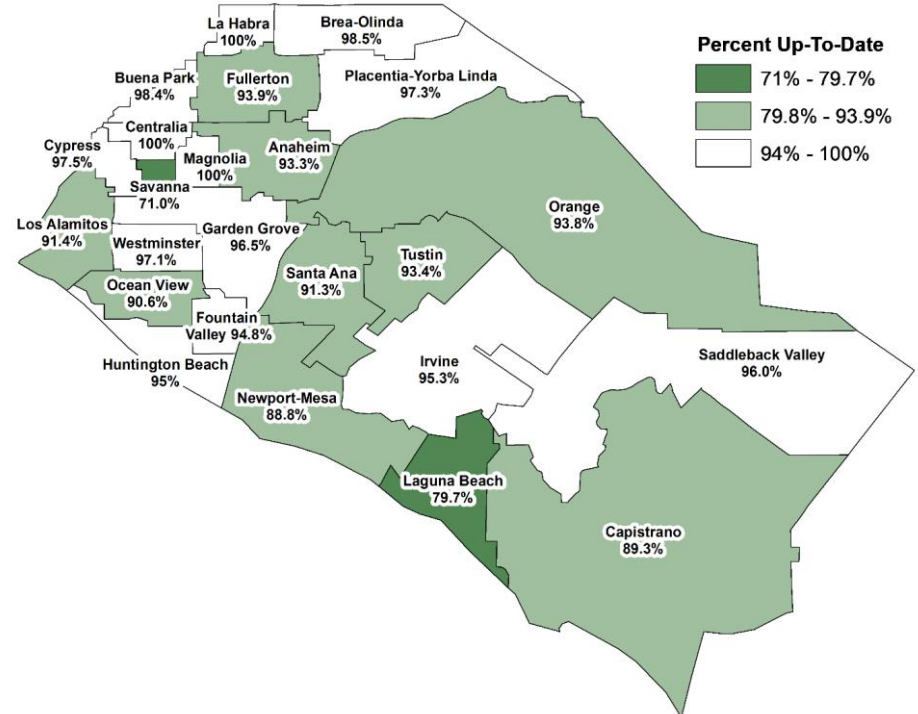 La Habra
100%
Brea-Olinda
98.5%
Percent Up-To-Date
71% - 79.7%
79.8% - 93.9%
94% - 100%
Buena Park
98.4%
Fullerton
93.9%
Placentia-Yorba Linda
97.3%
Centralia
100%
Cypress
97.5%
Magnolia
100%
Anaheim
93.3%
Savanna
71.0%
Los Alamitos
91.4%
Westminster
97.1%
Garden Grove
96.5%
Orange
93.8%
Tustin
93.4%
Santa Ana
91.3%
Ocean View
90.6%
Fountain
Valley 94.8%
Huntington Beach
95%
Irvine
95.3%
Saddleback Valley
96.0%
Newport-Mesa
88.8%
Laguna Beach
79.7%
Capistrano
89.3%